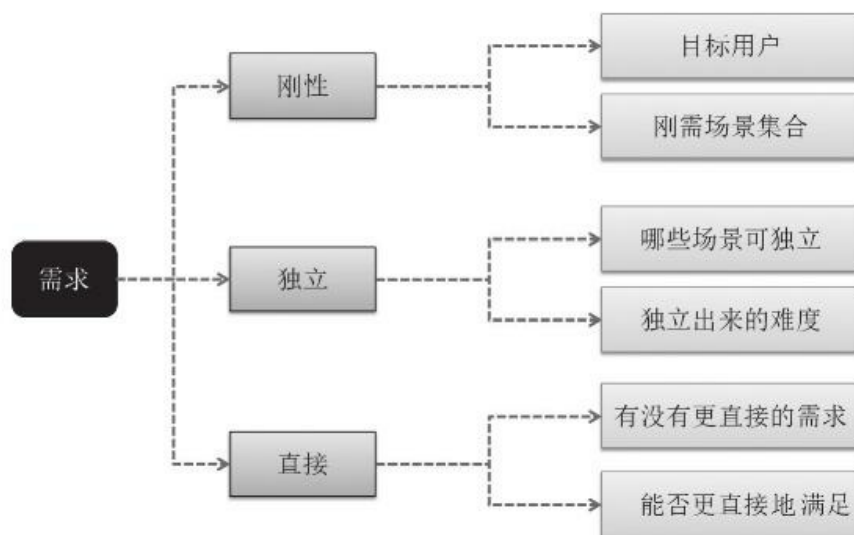 需求
刚性
目标用户
刚需场景集合
独立
哪些场景可独立
独立出来的难度
直接
有没有更直接的需求
能否更直接地满足